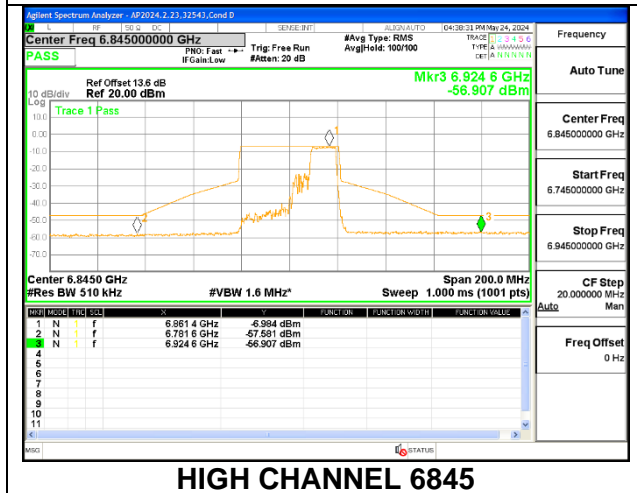 Agilent Spectrum Analyzer - AP2024.2.23,32543,Cond D
L RF 50 Ω DC SENSE:INT ALIGN AUTO 04:38:31 PM May 24, 2024
Center Freq 6.845000000 GHz #Avg Type: RMS TRACE 1 2 3 4 5 6
PASS PNO: Fast Trig: Free Run Avg|Hold: 100/100 TYPE A WWWWW
IFGain:Low #Atten: 20 dB DET A N N N N N
Ref Offset 13.6 dB Mkr3 6.924 6 GHz
10 dB/div Ref 20.00 dBm -56.907 dBm
Log
Trace 1 Pass
10.0
0.00
-10.0
-20.0
-30.0
-40.0
-50.0
-60.0
-70.0
1
2
3
Center 6.8450 GHz Span 200.0 MHz
#Res BW 510 kHz #VBW 1.6 MHz* Sweep 1.000 ms (1001 pts)
MKR MODE TRC SCL X Y FUNCTION FUNCTION WIDTH FUNCTION VALUE
1 N 1 f 6.861 4 GHz -6.984 dBm
2 N 1 f 6.781 6 GHz -57.581 dBm
3 N 1 f 6.924 6 GHz -56.907 dBm
4
5
6
7
8
9
10
11
MSG STATUS
Frequency
Auto Tune
Center Freq
6.845000000 GHz
Start Freq
6.745000000 GHz
Stop Freq
6.945000000 GHz
CF Step
20.000000 MHz
Auto Man
Freq Offset
0 Hz
HIGH CHANNEL 6845